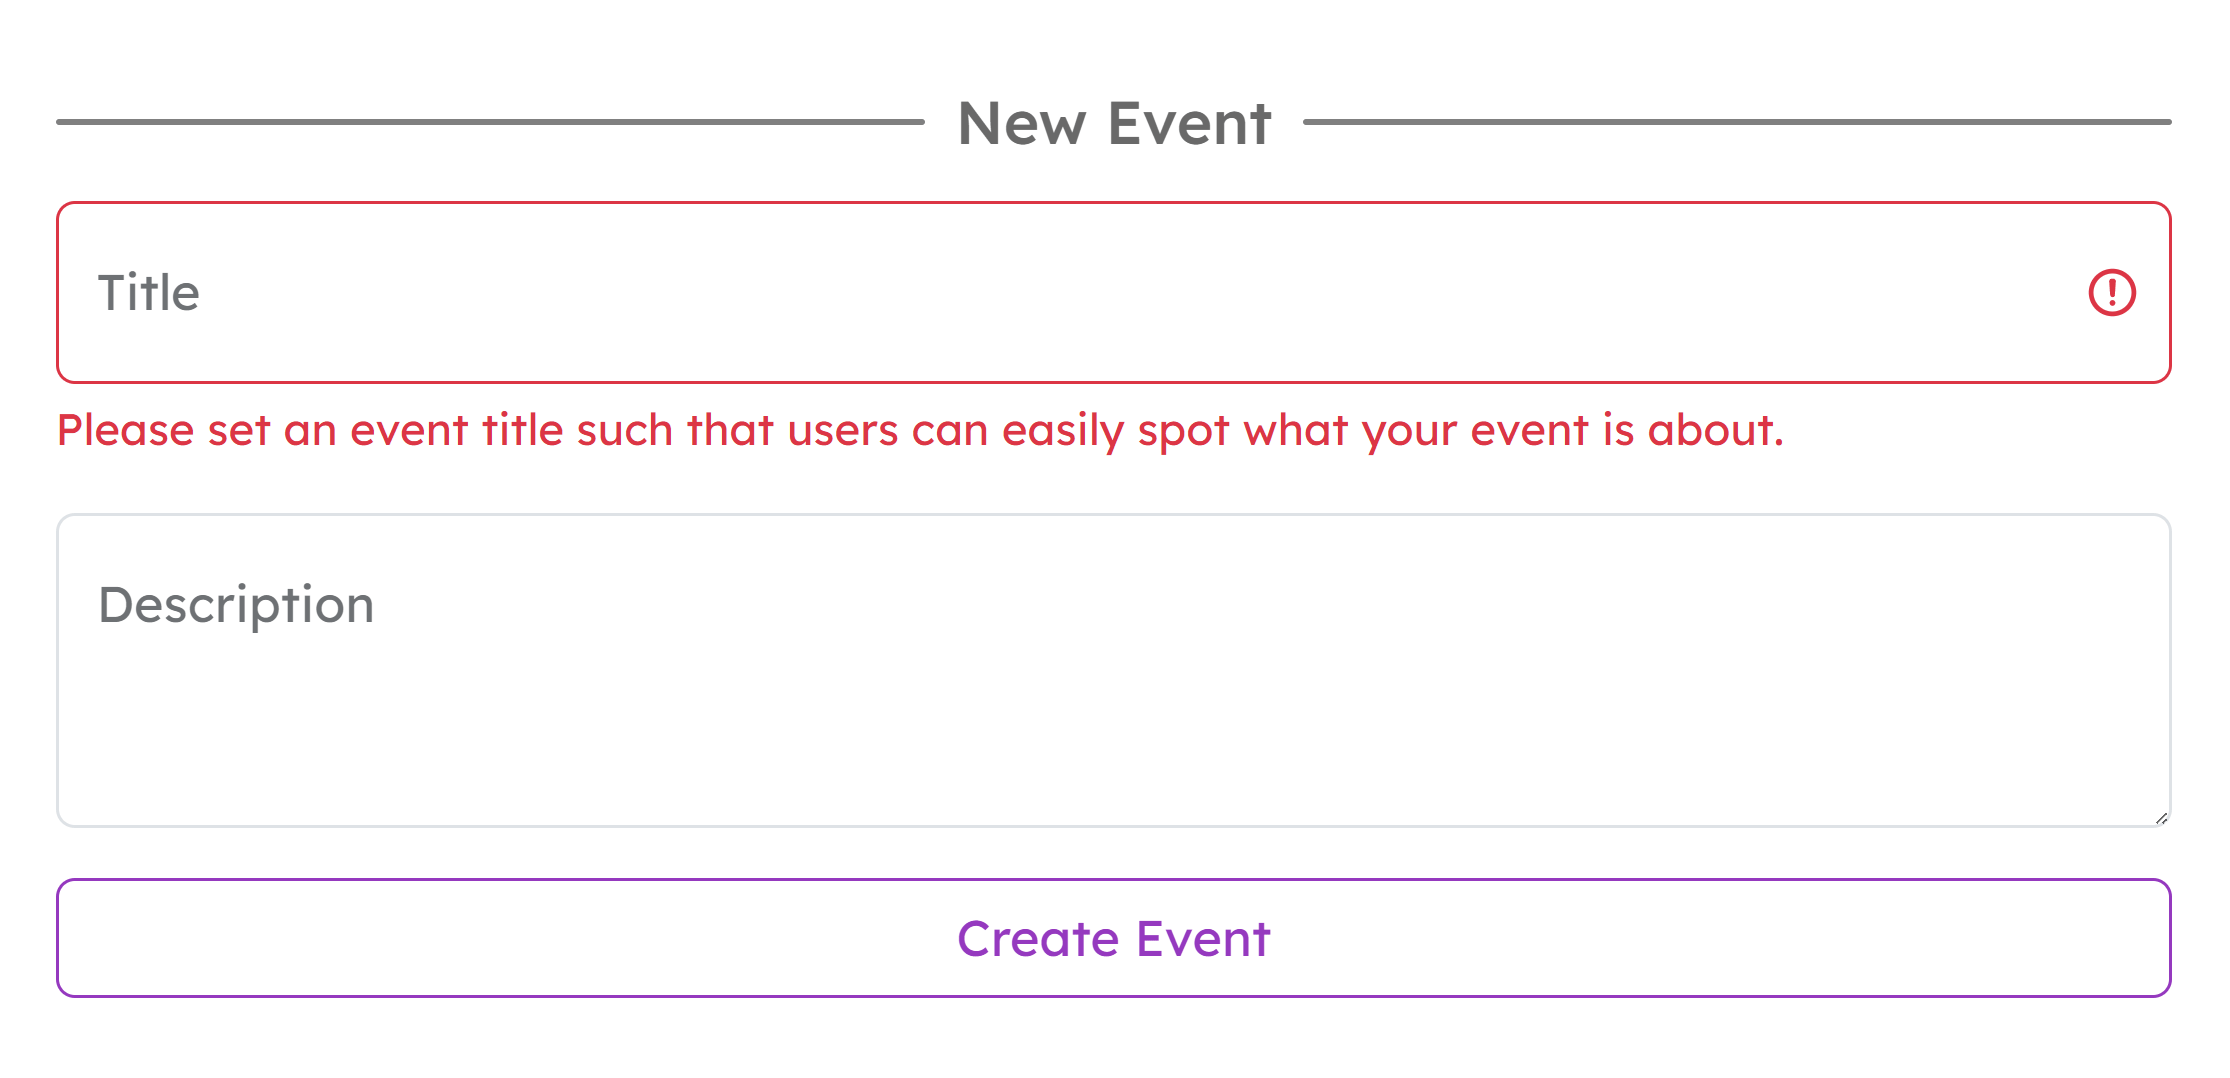 New Event
Title
Please set an event title such that users can easily spot what your event is about.
Description
Create Event